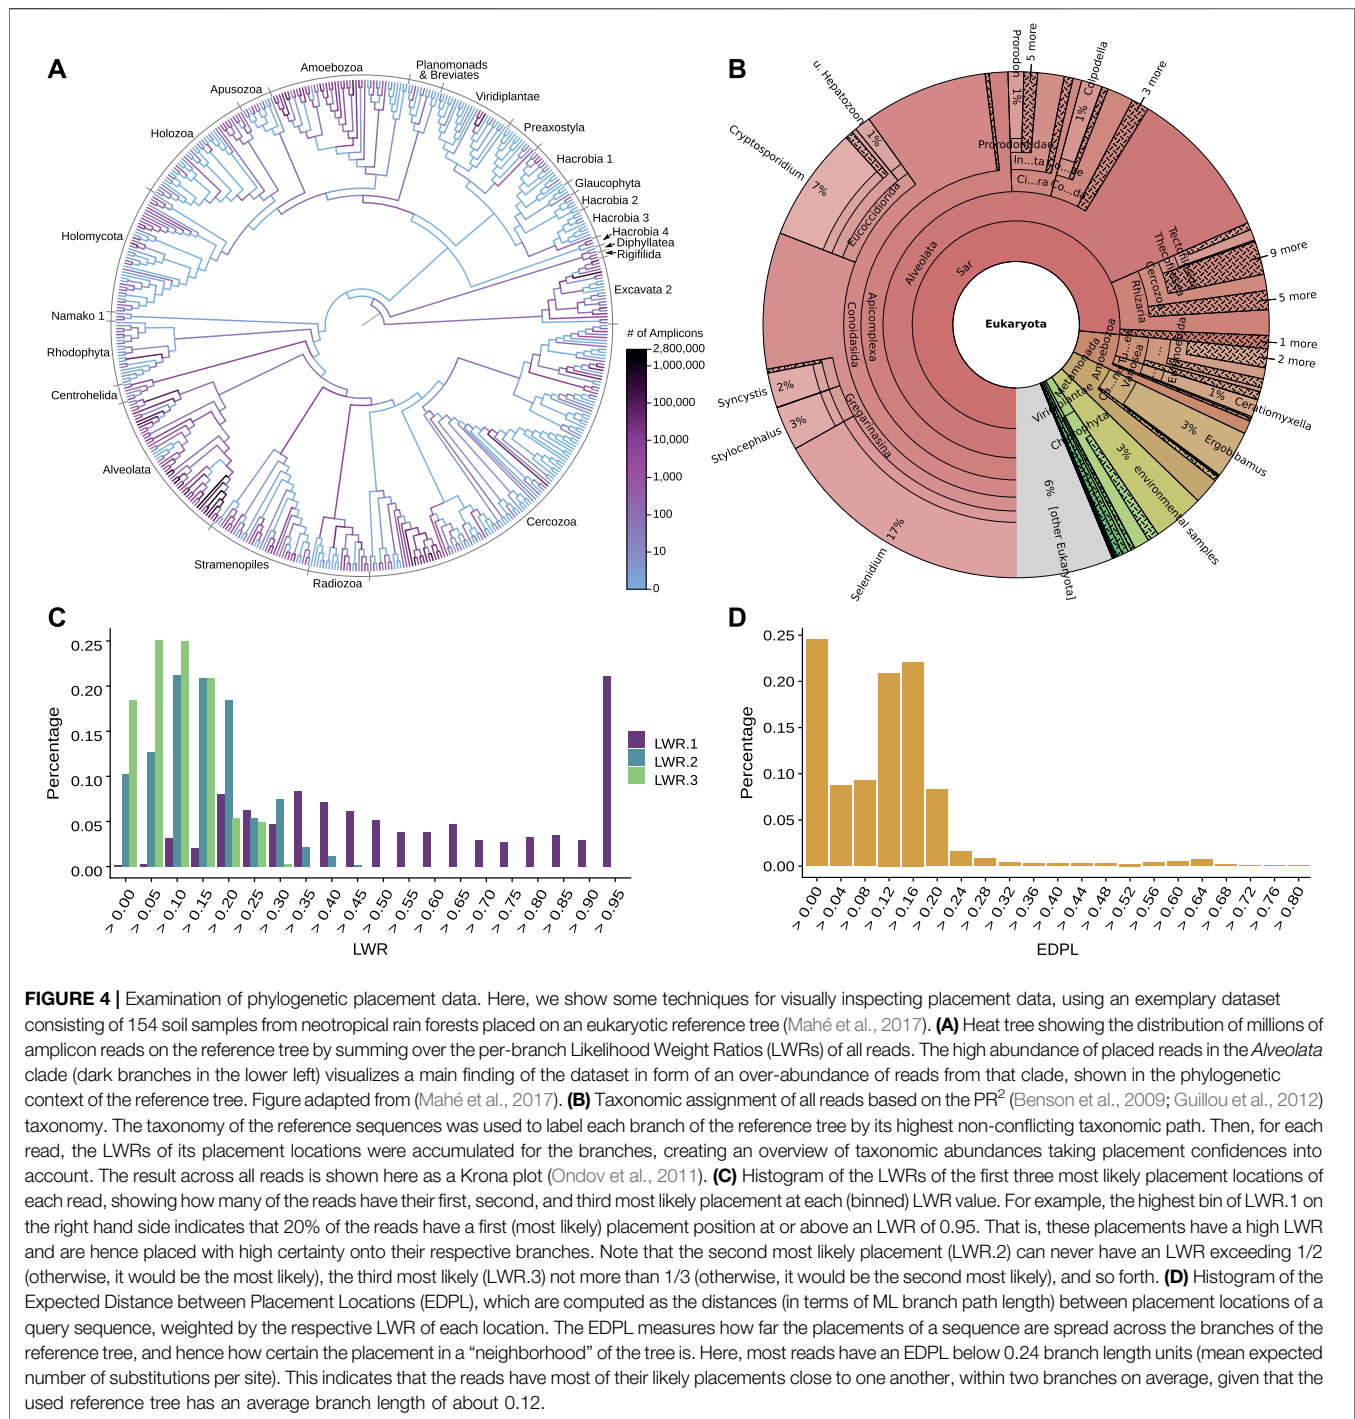 A
Amoebozoa
Planomonads
& Breviates
Apusozoa
Viridiplantae
Holozoa
Preaxostyla
Hacrobia 1
Glaucophyta
Hacrobia 2
Hacrobia 3
Hacrobia 4
Diphyllatea
Rigifilida
Holomycota
Excavata 2
Namako 1
Rhodophyta
Centrohelida
Alveolata
Cercozoa
Stramenopiles
Radiozoa
# of Amplicons
2,800,000
1,000,000
100,000
10,000
1,000
100
10
0
B
Prorodon
1%
5 more
Colpodella
1%
3 more
u. Hepatozoon
1%
Cryptosporidium
7%
Eucoccidiorida
Prorodontidae
In...ta
Ci...ra
Co...da
Alveolata
Sar
Apicomplexa
Conoidasida
Eukaryota
Cercozoa
Rhizaria
9 more
5 more
1 more
2 more
Amoebozoa
Metamonada
Ceratiomyxella
1%
Ergobibamus
3%
Chlorophyta
environmental samples
3%
6% [other Eukaryota]
Syncystis
2%
Stylocephalus
3%
Gregarinasina
Selenidium 17%
C
Percentage
0.25
0.20
0.15
0.10
0.05
0.00
> 0.00
> 0.05
> 0.10
> 0.15
> 0.20
> 0.25
> 0.30
> 0.35
> 0.40
> 0.45
> 0.50
> 0.55
> 0.60
> 0.65
> 0.70
> 0.75
> 0.80
> 0.85
> 0.90
> 0.95
LWR
LWR.1
LWR.2
LWR.3
D
Percentage
0.25
0.20
0.15
0.10
0.05
0.00
> 0.00
> 0.04
> 0.08
> 0.12
> 0.16
> 0.20
> 0.24
> 0.28
> 0.32
> 0.36
> 0.40
> 0.44
> 0.48
> 0.52
> 0.56
> 0.60
> 0.64
> 0.68
> 0.72
> 0.76
> 0.80
EDPL
FIGURE 4 | Examination of phylogenetic placement data. Here, we show some techniques for visually inspecting placement data, using an exemplary dataset
consisting of 154 soil samples from neotropical rain forests placed on an eukaryotic reference tree (Mahé et al., 2017). (A) Heat tree showing the distribution of millions of
amplicon reads on the reference tree by summing over the per-branch Likelihood Weight Ratios (LWRs) of all reads. The high abundance of placed reads in the Alveolata
clade (dark branches in the lower left) visualizes a main finding of the dataset in form of an over-abundance of reads from that clade, shown in the phylogenetic
context of the reference tree. Figure adapted from (Mahé et al., 2017). (B) Taxonomic assignment of all reads based on the PR² (Benson et al., 2009; Guillou et al., 2012)
taxonomy. The taxonomy of the reference sequences was used to label each branch of the reference tree by its highest non-conflicting taxonomic path. Then, for each
read, the LWRs of its placement locations were accumulated for the branches, creating an overview of taxonomic abundances taking placement confidences into
account. The result across all reads is shown here as a Krona plot (Ondov et al., 2011). (C) Histogram of the LWRs of the first three most likely placement locations of
each read, showing how many of the reads have their first, second, and third most likely placement at each (binned) LWR value. For example, the highest bin of LWR.1 on
the right hand side indicates that 20% of the reads have a first (most likely) placement position at or above an LWR of 0.95. That is, these placements have a high LWR
and are hence placed with high certainty onto their respective branches. Note that the second most likely placement (LWR.2) can never have an LWR exceeding 1/2
(otherwise, it would be the most likely), the third most likely (LWR.3) not more than 1/3 (otherwise, it would be the second most likely), and so forth. (D) Histogram of the
Expected Distance between Placement Locations (EDPL), which are computed as the distances (in terms of ML branch path length) between placement locations of a
query sequence, weighted by the respective LWR of each location. The EDPL measures how far the placements of a sequence are spread across the branches of the
reference tree, and hence how certain the placement in a “neighborhood” of the tree is. Here, most reads have an EDPL below 0.24 branch length units (mean expected
number of substitutions per site). This indicates that the reads have most of their likely placements close to one another, within two branches on average, given that the
used reference tree has an average branch length of about 0.12.